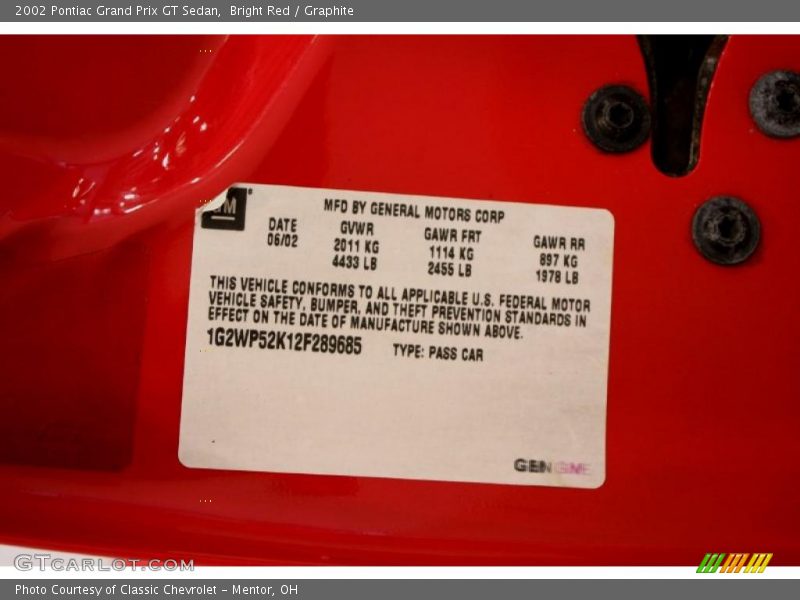 2002 Pontiac Grand Prix GT Sedan, Bright Red / Graphite
GM
MFD BY GENERAL MOTORS CORP
DATE GVWR GAWR FRT GAWR RR
06/02 2011 KG 1114 KG 897 KG
4433 LB 2455 LB 1978 LB
THIS VEHICLE CONFORMS TO ALL APPLICABLE U.S. FEDERAL MOTOR
VEHICLE SAFETY, BUMPER, AND THEFT PREVENTION STANDARDS IN
EFFECT ON THE DATE OF MANUFACTURE SHOWN ABOVE.
1G2WP52K12F289685 TYPE: PASS CAR
GTCARLOT.COM
Photo Courtesy of Classic Chevrolet - Mentor, OH